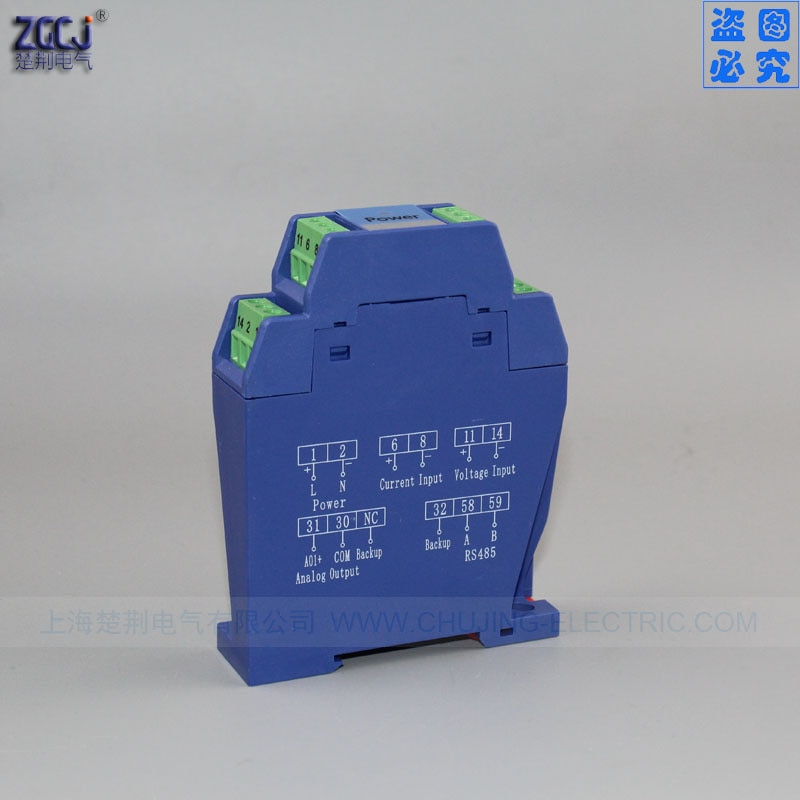 ZGCJ®
楚荆电气
盗图
必究
Power
11 6 8
14 2 1
1 2
+ −
L N
Power
6 8
+ −
Current Input
11 14
+ −
Voltage Input
31 30 NC
AO1+ COM Backup
Analog Output
32 58 59
Backup A B
RS485
上海楚荆电气有限公司 / WWW.CHUJING-ELECTRIC.COM